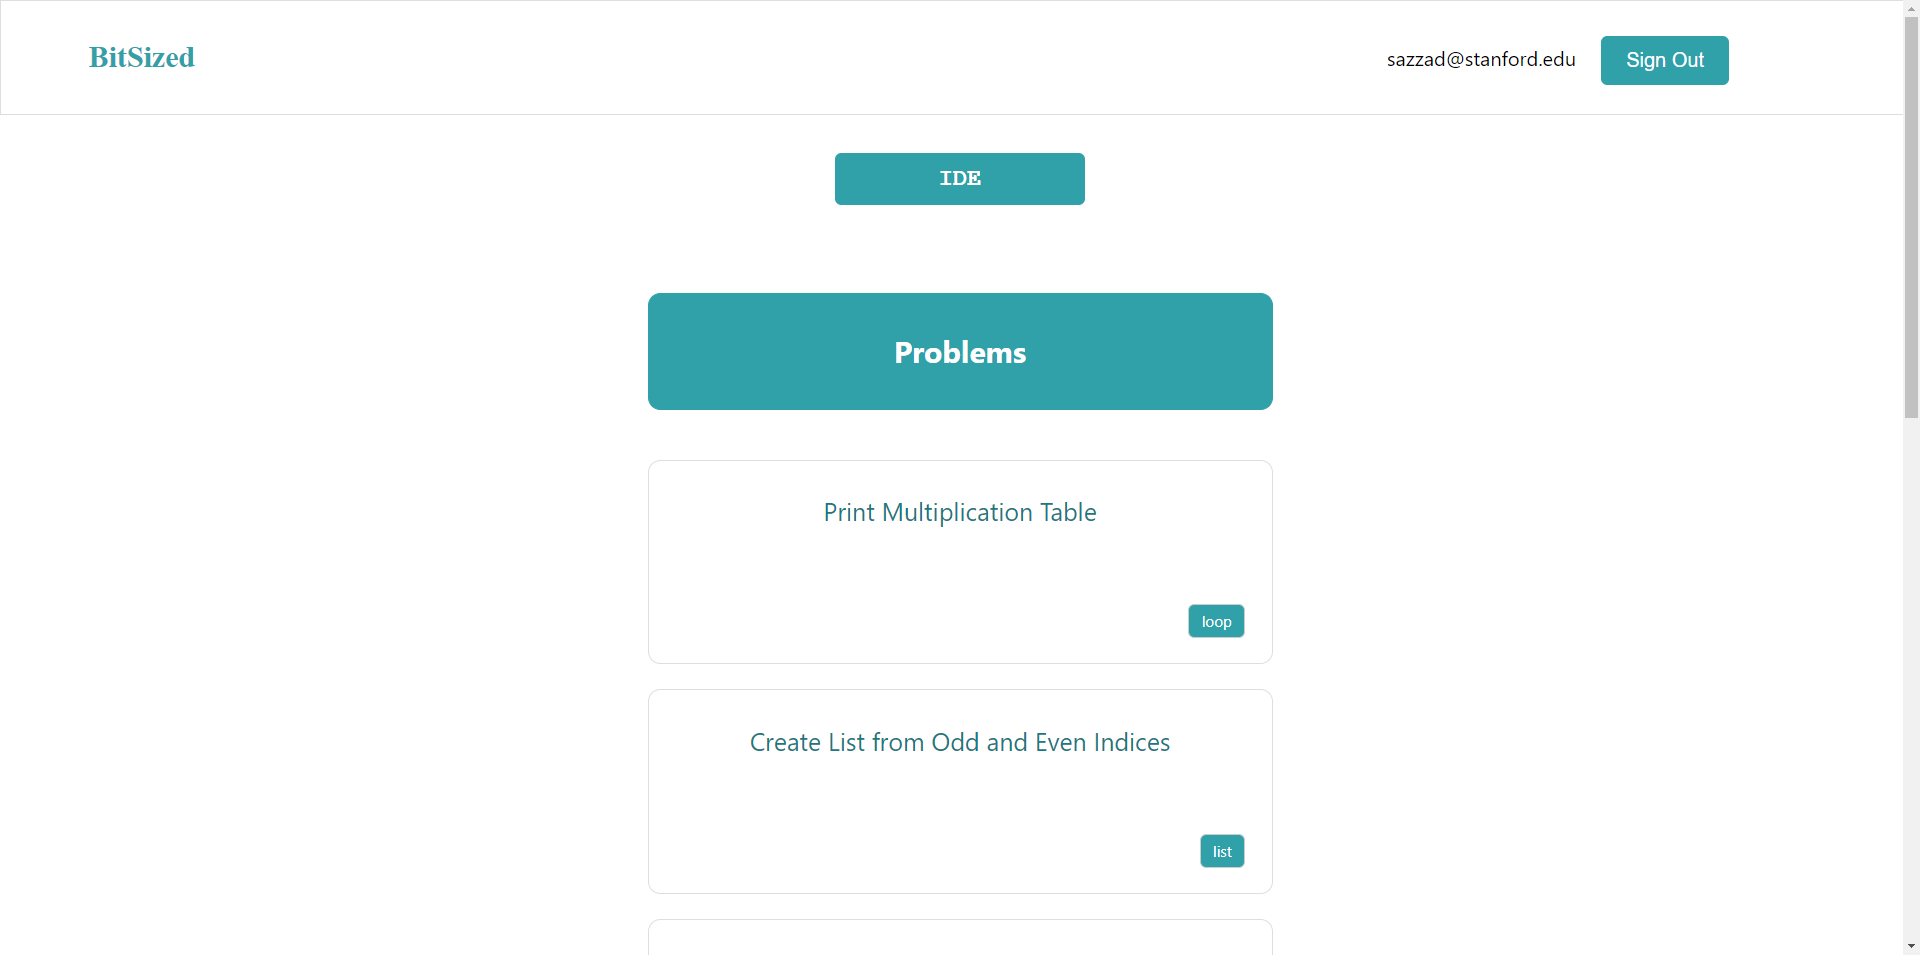 BitSized
sazzad@stanford.edu
Sign Out
IDE
Problems
Print Multiplication Table
loop
Create List from Odd and Even Indices
list